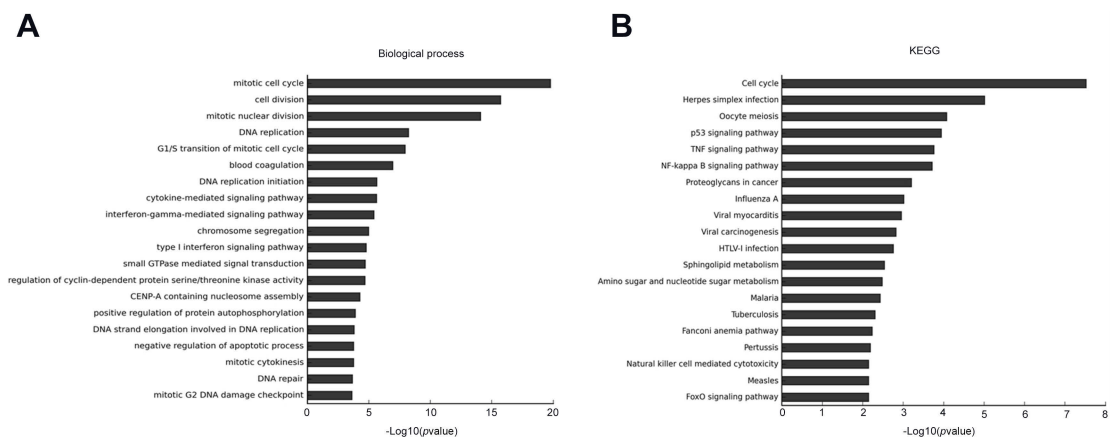 A
Biological process
mitotic cell cycle
cell division
mitotic nuclear division
DNA replication
G1/S transition of mitotic cell cycle
blood coagulation
DNA replication initiation
cytokine-mediated signaling pathway
interferon-gamma-mediated signaling pathway
chromosome segregation
type I interferon signaling pathway
small GTPase mediated signal transduction
regulation of cyclin-dependent protein serine/threonine kinase activity
CENP-A containing nucleosome assembly
positive regulation of protein autophosphorylation
DNA strand elongation involved in DNA replication
negative regulation of apoptotic process
mitotic cytokinesis
DNA repair
mitotic G2 DNA damage checkpoint
0 5 10 15 20
-Log10(pvalue)
B
KEGG
Cell cycle
Herpes simplex infection
Oocyte meiosis
p53 signaling pathway
TNF signaling pathway
NF-kappa B signaling pathway
Proteoglycans in cancer
Influenza A
Viral myocarditis
Viral carcinogenesis
HTLV-I infection
Sphingolipid metabolism
Amino sugar and nucleotide sugar metabolism
Malaria
Tuberculosis
Fanconi anemia pathway
Pertussis
Natural killer cell mediated cytotoxicity
Measles
FoxO signaling pathway
0 1 2 3 4 5 6 7 8
-Log10(pvalue)